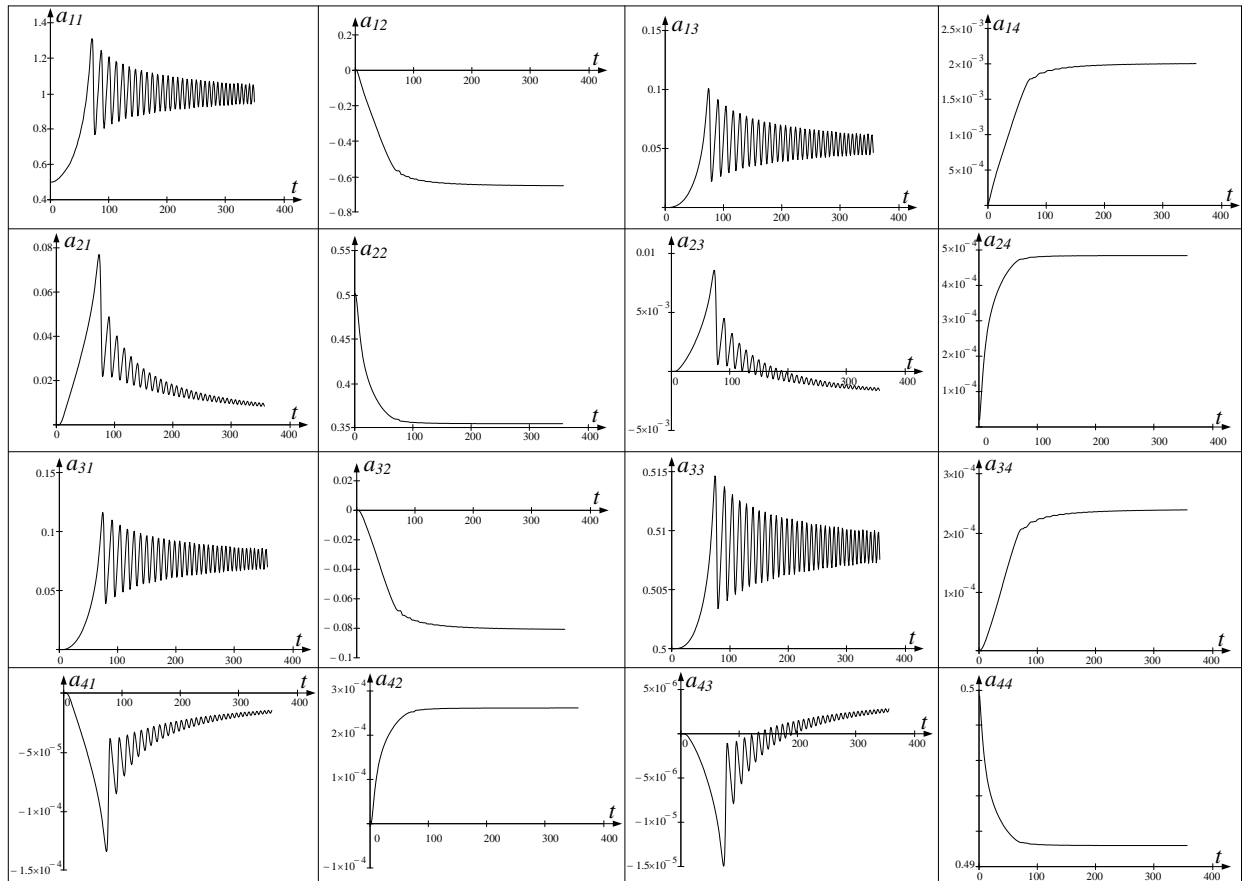 a11
1.4
1.2
1
0.8
0.6
0.4
0 100 200 300 400
t
a12
0.2
0
− 0.2
− 0.4
− 0.6
− 0.8
0 100 200 300 400
t
a13
0.15
0.1
0.05
0 100 200 300 400
t
a14
2.5×10−3
2×10−3
1×10−3
1×10−3
5×10−4
0 100 200 300 400
t
a21
0.08
0.06
0.04
0.02
0 100 200 300 400
t
a22
0.55
0.5
0.45
0.4
0.35
0 100 200 300 400
t
a23
0.01
5×10−3
−5×10−3
0 100 200 300 400
t
a24
5×10−4
4×10−4
3×10−4
2×10−4
1×10−4
0 100 200 300 400
t
a31
0.15
0.1
0.05
0 100 200 300 400
t
a32
0.02
0
− 0.02
− 0.04
− 0.06
− 0.08
− 0.1
0 100 200 300 400
t
a33
0.515
0.51
0.505
0.5
0 100 200 300 400
t
a34
3×10−4
2×10−4
1×10−4
0 100 200 300 400
t
a41
0 100 200 300 400
t
−5×10−5
− 1×10−4
− 1.5×10−4
a42
3×10−4
2×10−4
1×10−4
− 1×10−4
0 100 200 300 400
t
a43
5×10−6
0 100 200 300 400
t
−5×10−6
− 1×10−5
− 1.5×10−5
a44
0.5
0.49
0 100 200 300 400
t